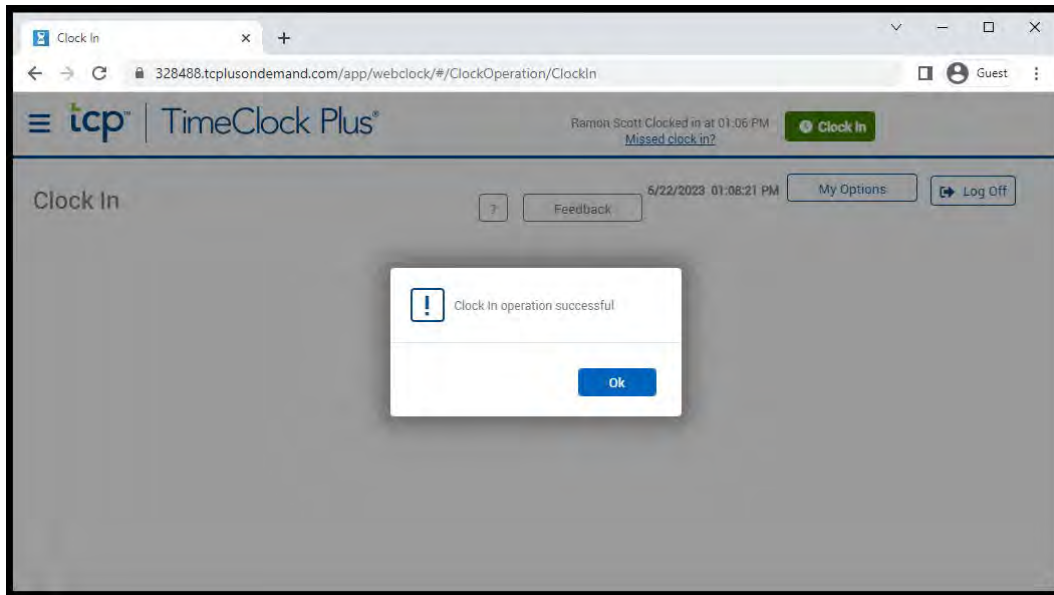 Clock In
328488.tcplusondemand.com/app/webclock/#/ClockOperation/ClockIn
Guest
tcp™ TimeClock Plus®
Ramon Scott Clocked in at 01:06 PM
Missed clock in?
Clock In
Clock In
?
Feedback
6/22/2023 01:08:21 PM
My Options
Log Off
! Clock In operation successful
Ok